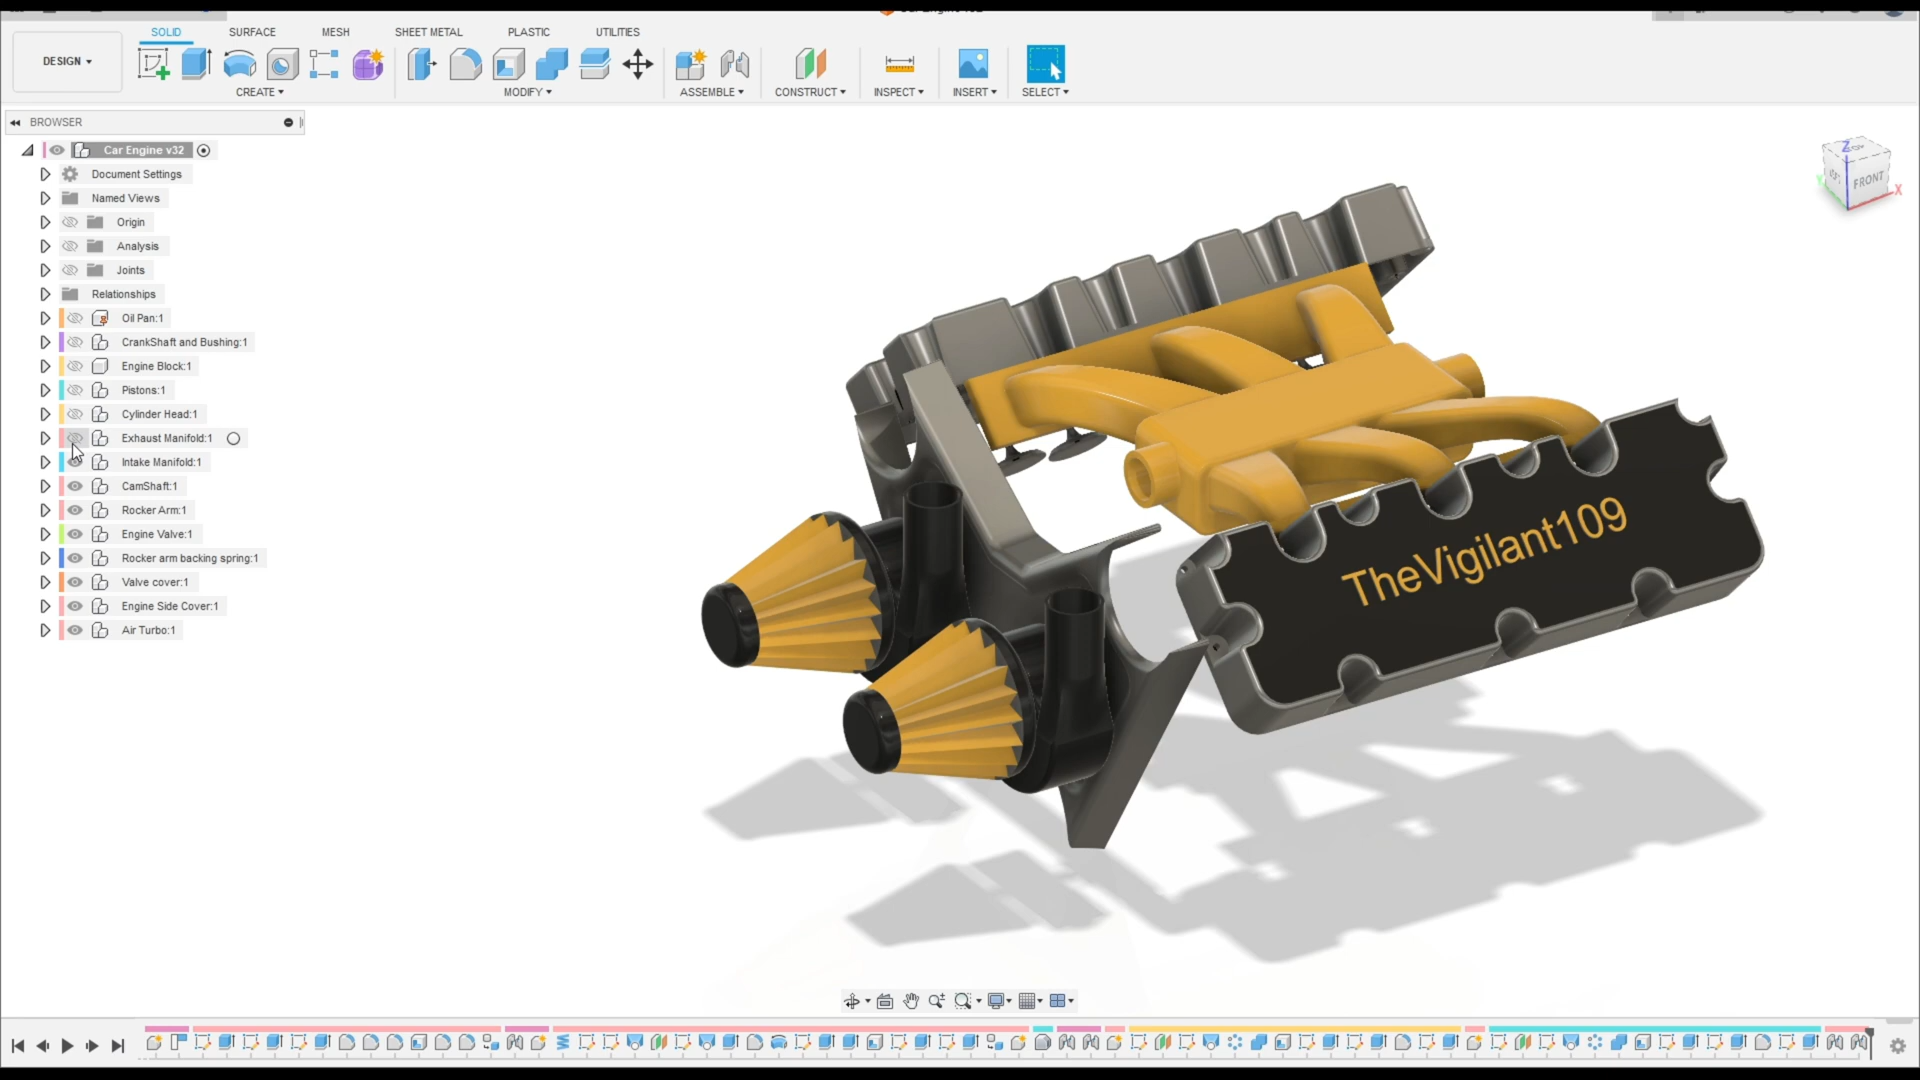 SOLID SURFACE MESH SHEET METAL PLASTIC UTILITIES
DESIGN
CREATE MODIFY ASSEMBLE CONSTRUCT INSPECT INSERT SELECT
BROWSER
Car Engine v32
Document Settings
Named Views
Origin
Analysis
Joints
Relationships
Oil Pan:1
CrankShaft and Bushing:1
Engine Block:1
Pistons:1
Cylinder Head:1
Exhaust Manifold:1
Intake Manifold:1
CamShaft:1
Rocker Arm:1
Engine Valve:1
Rocker arm backing spring:1
Valve cover:1
Engine Side Cover:1
Air Turbo:1
Z
FRONT
X
TheVigilant109